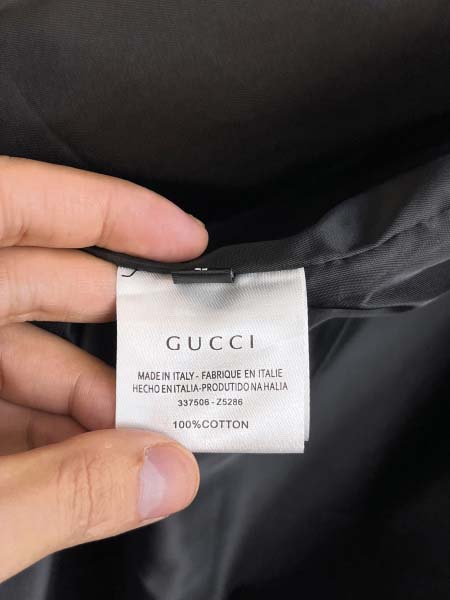 GUCCI
MADE IN ITALY - FABRIQUE EN ITALIE
HECHO EN ITALIA-PRODUTIDO NA HALIA
337506 - Z5286
100%COTTON